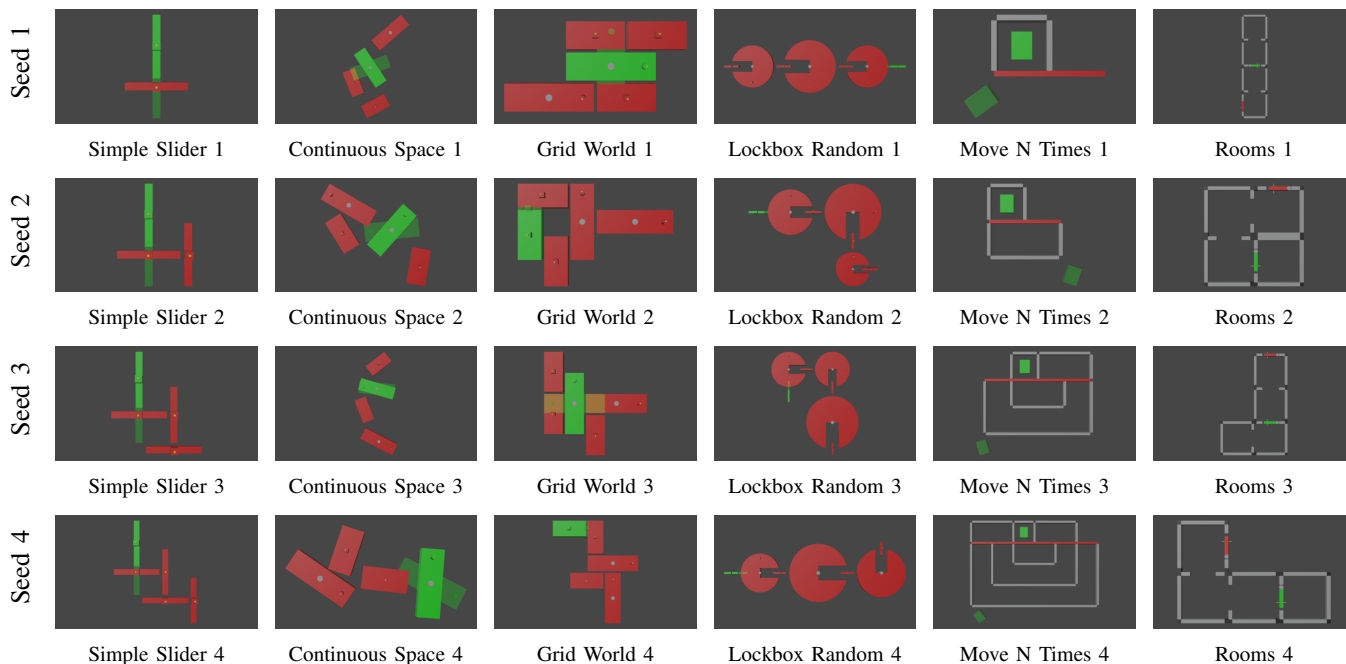 Seed 1
Simple Slider 1 Continuous Space 1 Grid World 1 Lockbox Random 1 Move N Times 1 Rooms 1
Seed 2
Simple Slider 2 Continuous Space 2 Grid World 2 Lockbox Random 2 Move N Times 2 Rooms 2
Seed 3
Simple Slider 3 Continuous Space 3 Grid World 3 Lockbox Random 3 Move N Times 3 Rooms 3
Seed 4
Simple Slider 4 Continuous Space 4 Grid World 4 Lockbox Random 4 Move N Times 4 Rooms 4